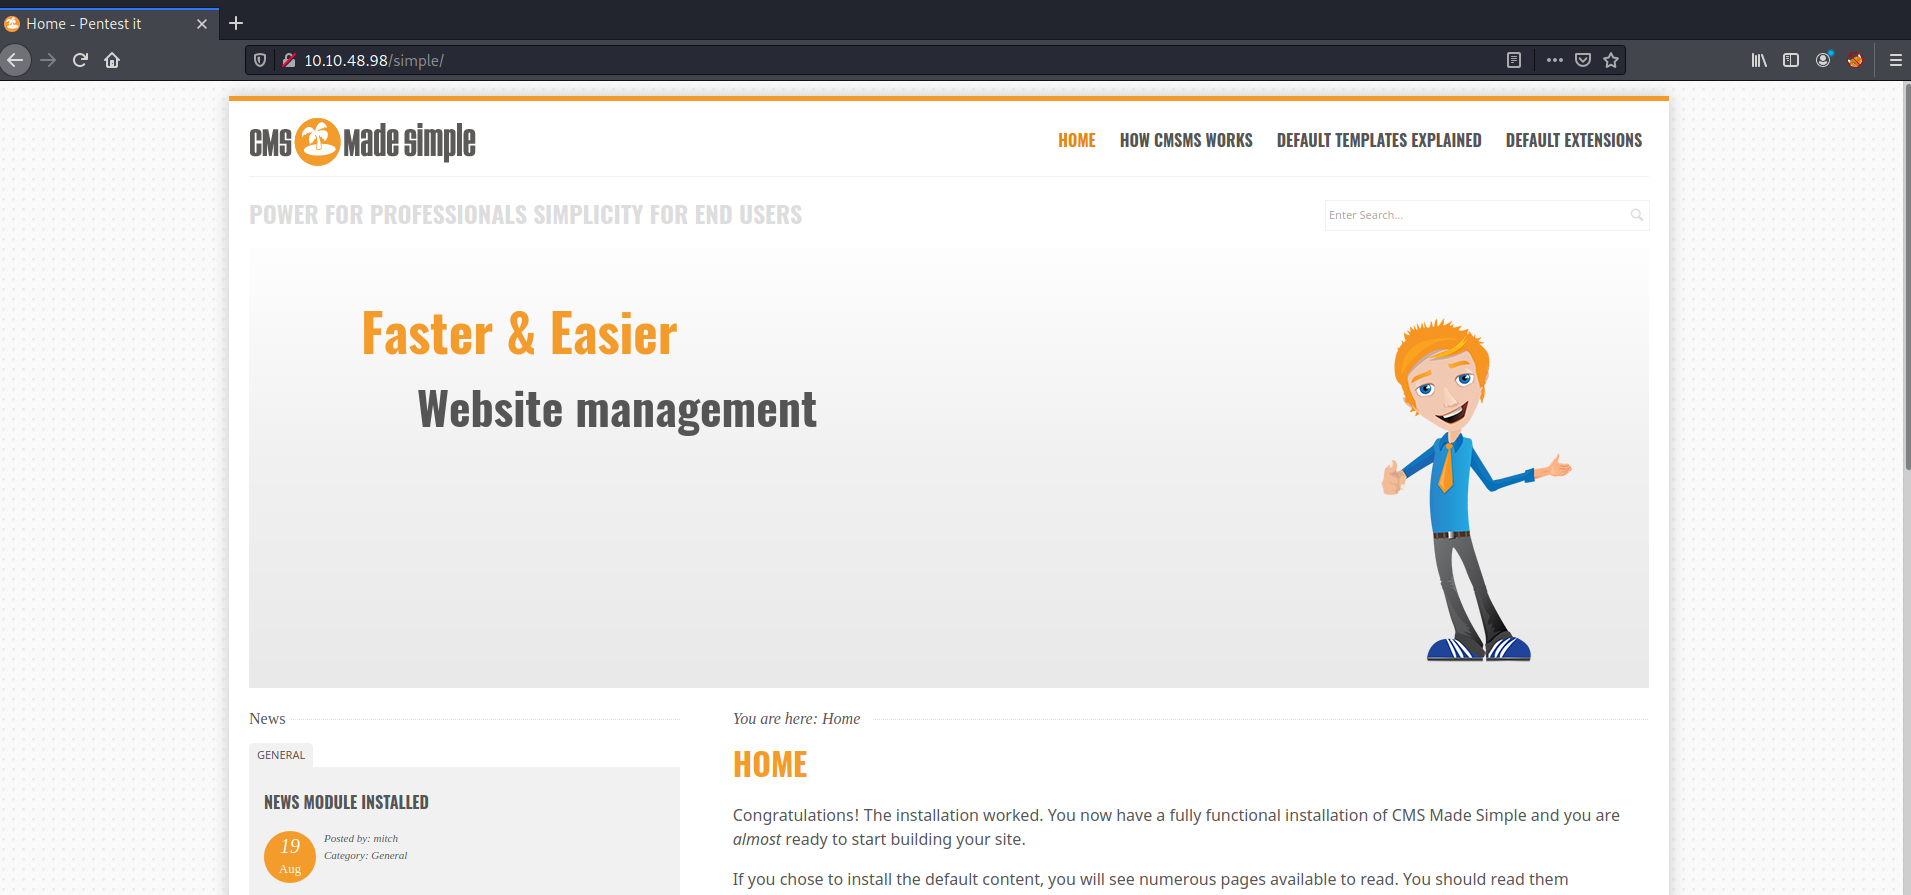 Home - Pentest it
10.10.48.98/simple/
CMS Made Simple
HOME HOW CMSMS WORKS DEFAULT TEMPLATES EXPLAINED DEFAULT EXTENSIONS
POWER FOR PROFESSIONALS SIMPLICITY FOR END USERS
Enter Search...
Faster & Easier
Website management
News
GENERAL
NEWS MODULE INSTALLED
19
Aug
Posted by: mitch
Category: General
You are here: Home
HOME
Congratulations! The installation worked. You now have a fully functional installation of CMS Made Simple and you are
almost ready to start building your site.
If you chose to install the default content, you will see numerous pages available to read. You should read them